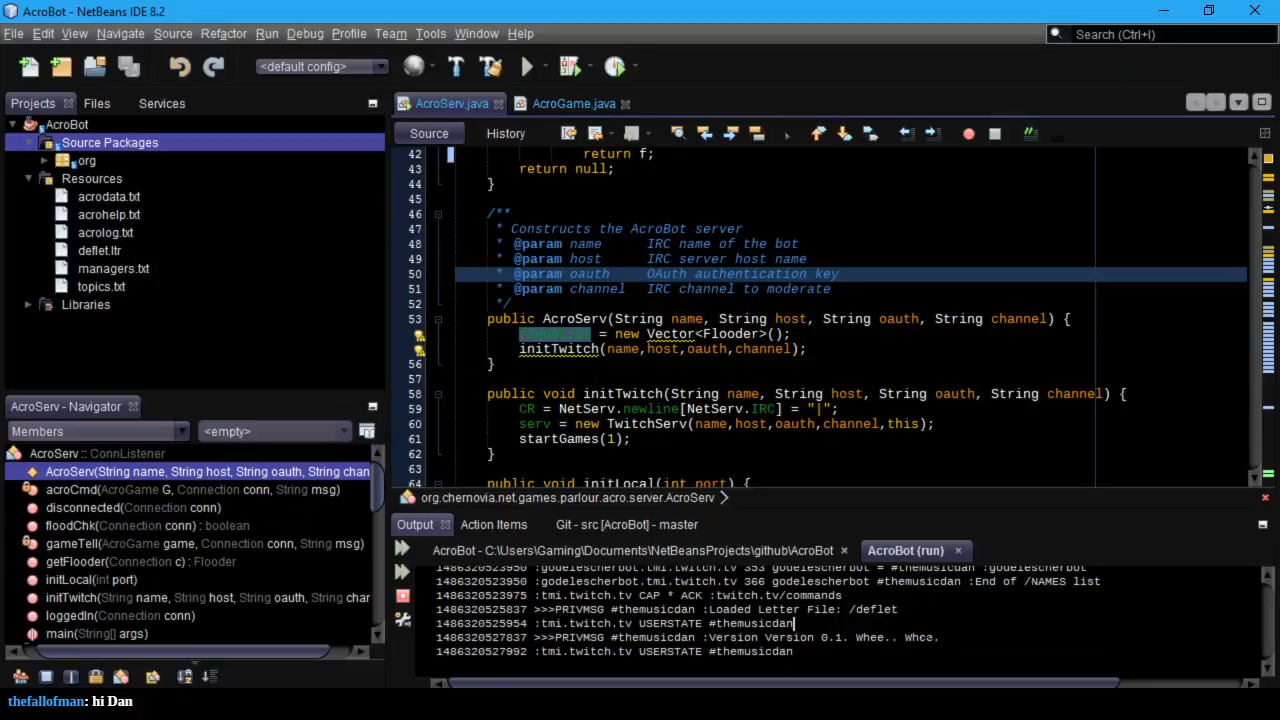 AcroBot - NetBeans IDE 8.2
File Edit View Navigate Source Refactor Run Debug Profile Team Tools Window Help
Search (Ctrl+I)
<default config>
Projects Files Services
AcroBot
Source Packages
org
Resources
acrodata.txt
acrohelp.txt
acrolog.txt
deflet.ltr
managers.txt
topics.txt
Libraries
AcroServ - Navigator
Members <empty>
AcroServ :: ConnListener
AcroServ(String name, String host, String oauth, String chan
acroCmd(AcroGame G, Connection conn, String msg)
disconnected(Connection conn)
floodChk(Connection conn) : boolean
gameTell(AcroGame game, Connection conn, String msg)
getFlooder(Connection c) : Flooder
initLocal(int port)
initTwitch(String name, String host, String oauth, String chan
loggedIn(Connection conn)
main(String[] args)
AcroServ.java AcroGame.java
Source History
42 return f;
43 return null;
44 }
45
46 /**
47 * Constructs the AcroBot server
48 * @param name IRC name of the bot
49 * @param host IRC server host name
50 * @param oauth OAuth authentication key
51 * @param channel IRC channel to moderate
52 */
53 public AcroServ(String name, String host, String oauth, String channel) {
= new Vector<Flooder>();
initTwitch(name,host,oauth,channel);
56 }
57
58 public void initTwitch(String name, String host, String oauth, String channel) {
59 CR = NetServ.newline[NetServ.IRC] = "|";
60 serv = new TwitchServ(name,host,oauth,channel,this);
61 startGames(1);
62 }
63
64 public void initLocal(int port) {
org.chernovia.net.games.parlour.acro.server.AcroServ
Output Action Items Git - src [AcroBot] - master
AcroBot - C:\Users\Gaming\Documents\NetBeansProjects\github\AcroBot AcroBot (run)
1486320523950 :godelescherbot.tmi.twitch.tv 353 godelescherbot = #themusicdan :godelescherbot
1486320523950 :godelescherbot.tmi.twitch.tv 366 godelescherbot #themusicdan :End of /NAMES list
1486320523975 :tmi.twitch.tv CAP * ACK :twitch.tv/commands
1486320525837 >>>PRIVMSG #themusicdan :Loaded Letter File: /deflet
1486320525954 :tmi.twitch.tv USERSTATE #themusicdan
1486320527837 >>>PRIVMSG #themusicdan :Version Version 0.1. Whee.. Whee.
1486320527992 :tmi.twitch.tv USERSTATE #themusicdan
thefallofman: hi Dan